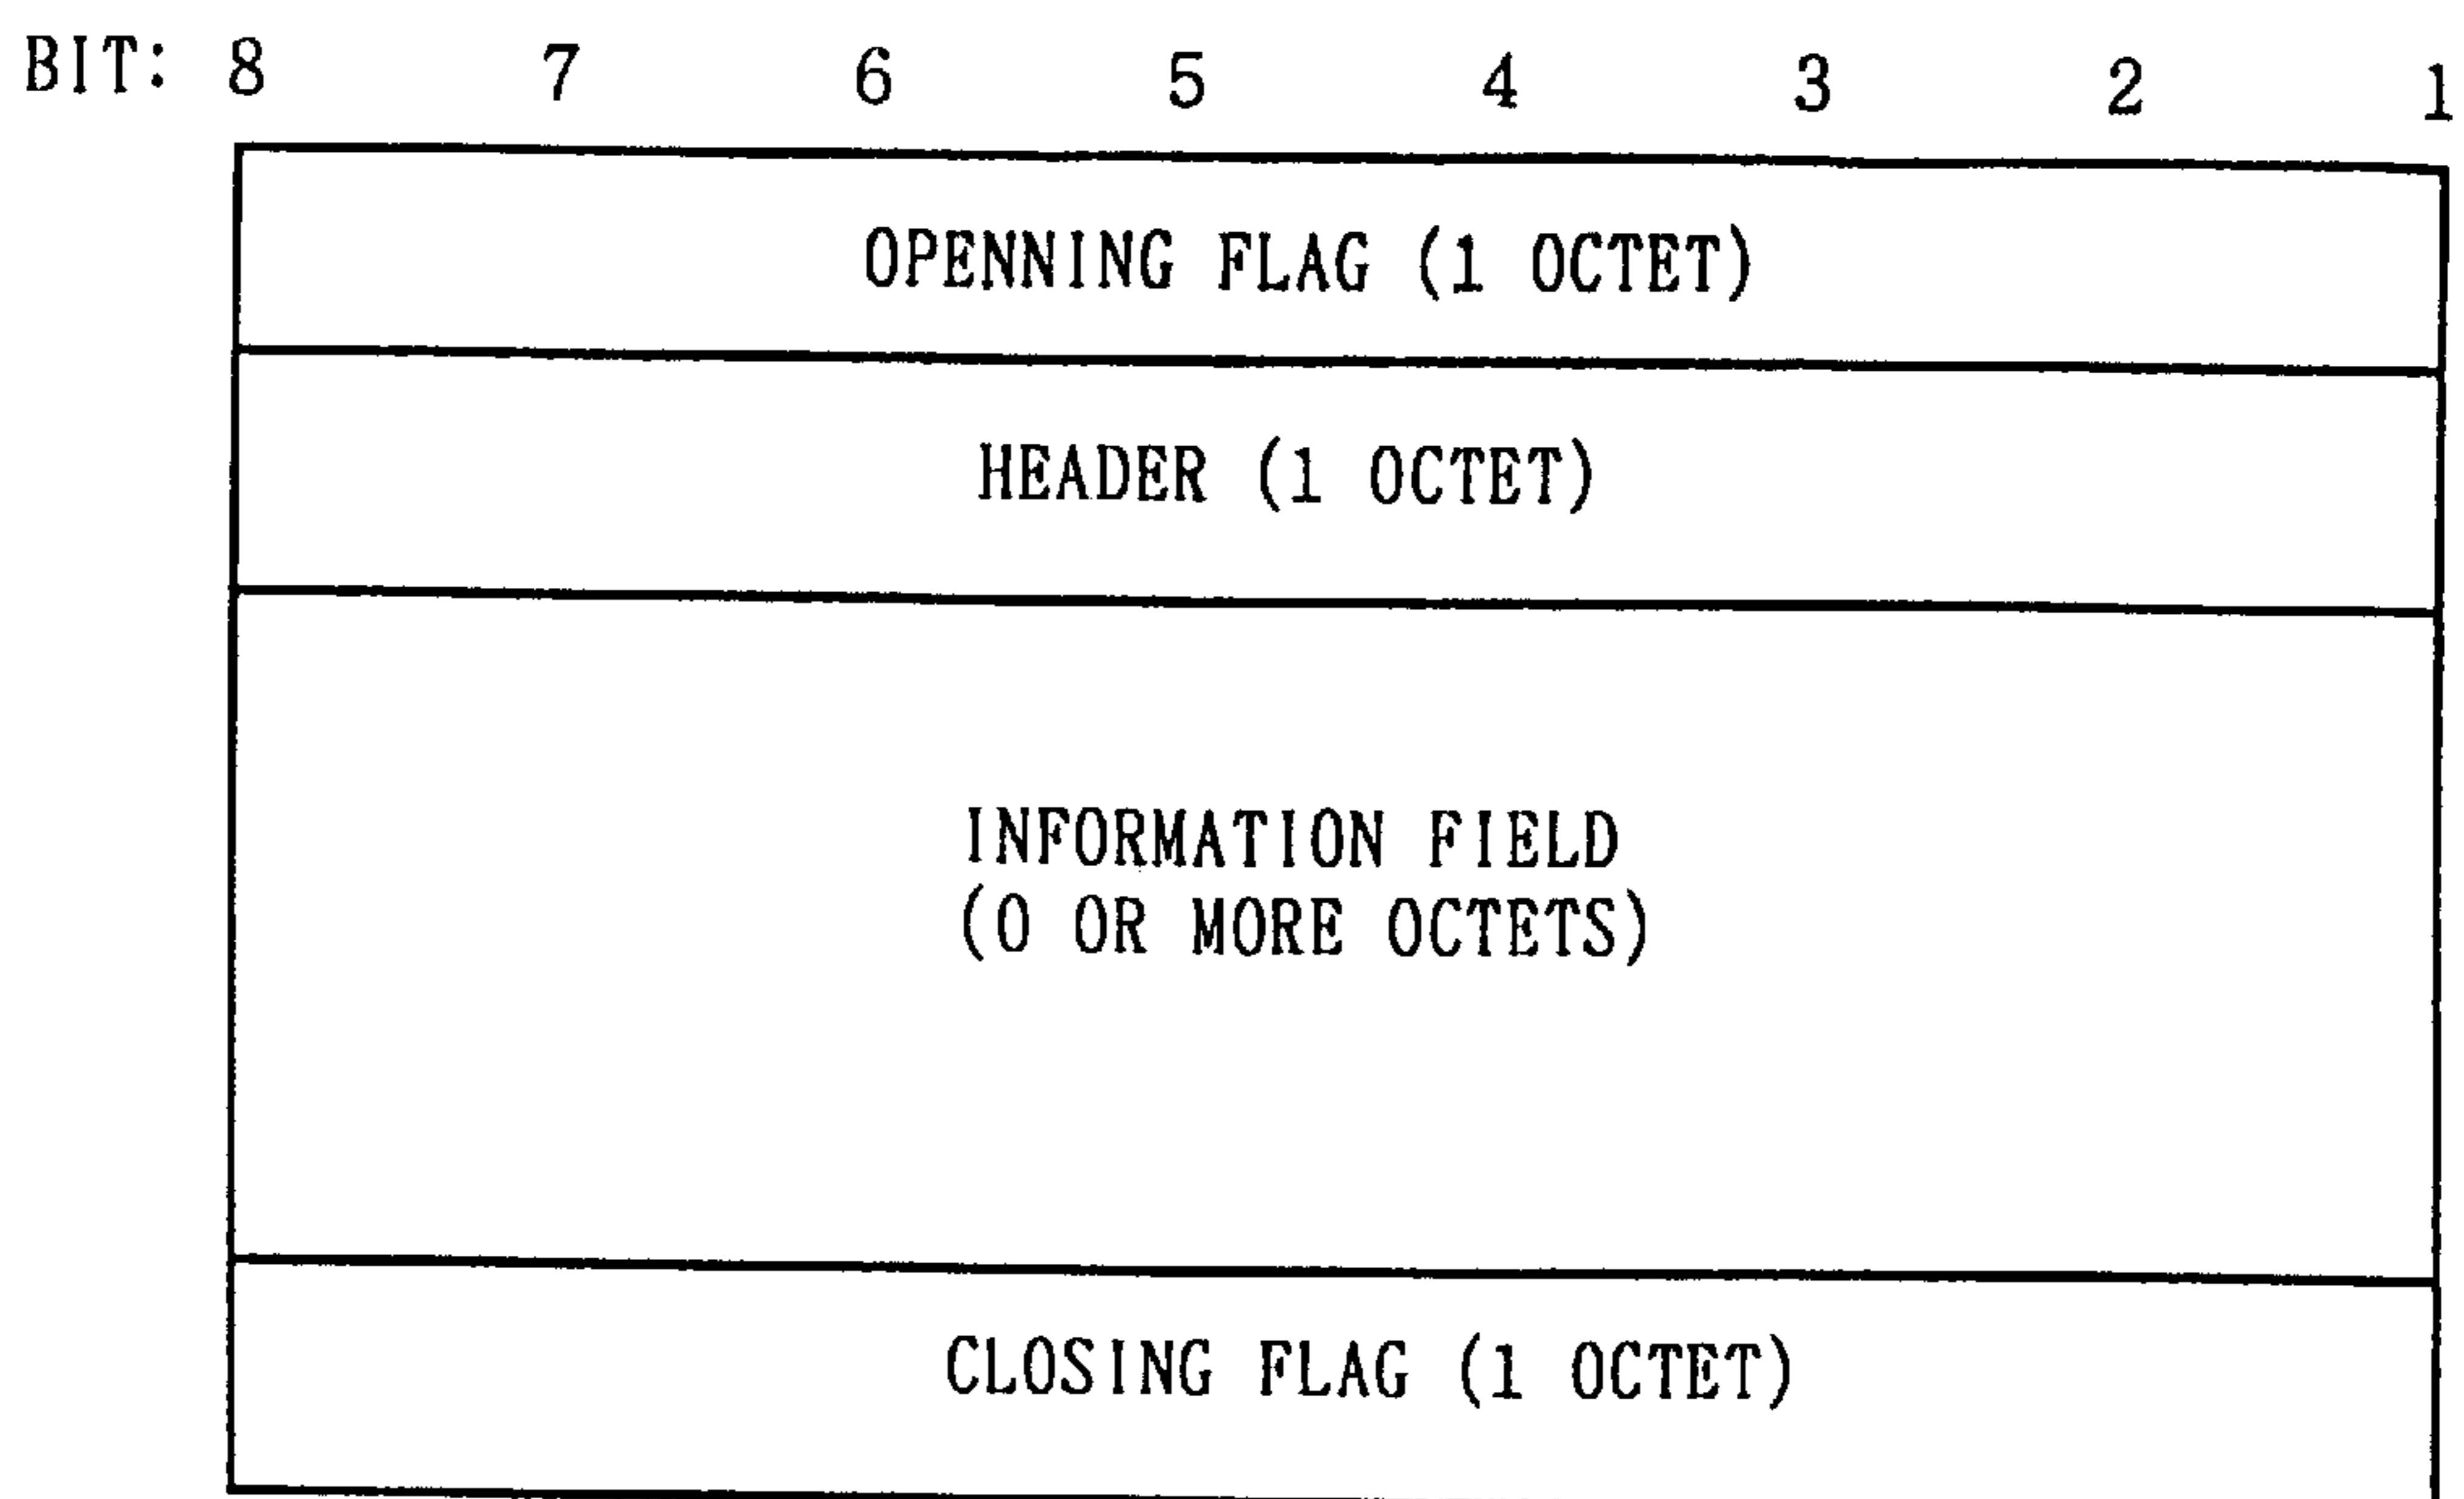 BIT: 8 7 6 5 4 3 2 1
OPENNING FLAG (1 OCTET)
HEADER (1 OCTET)
INFORMATION FIELD
(0 OR MORE OCTETS)
CLOSING FLAG (1 OCTET)